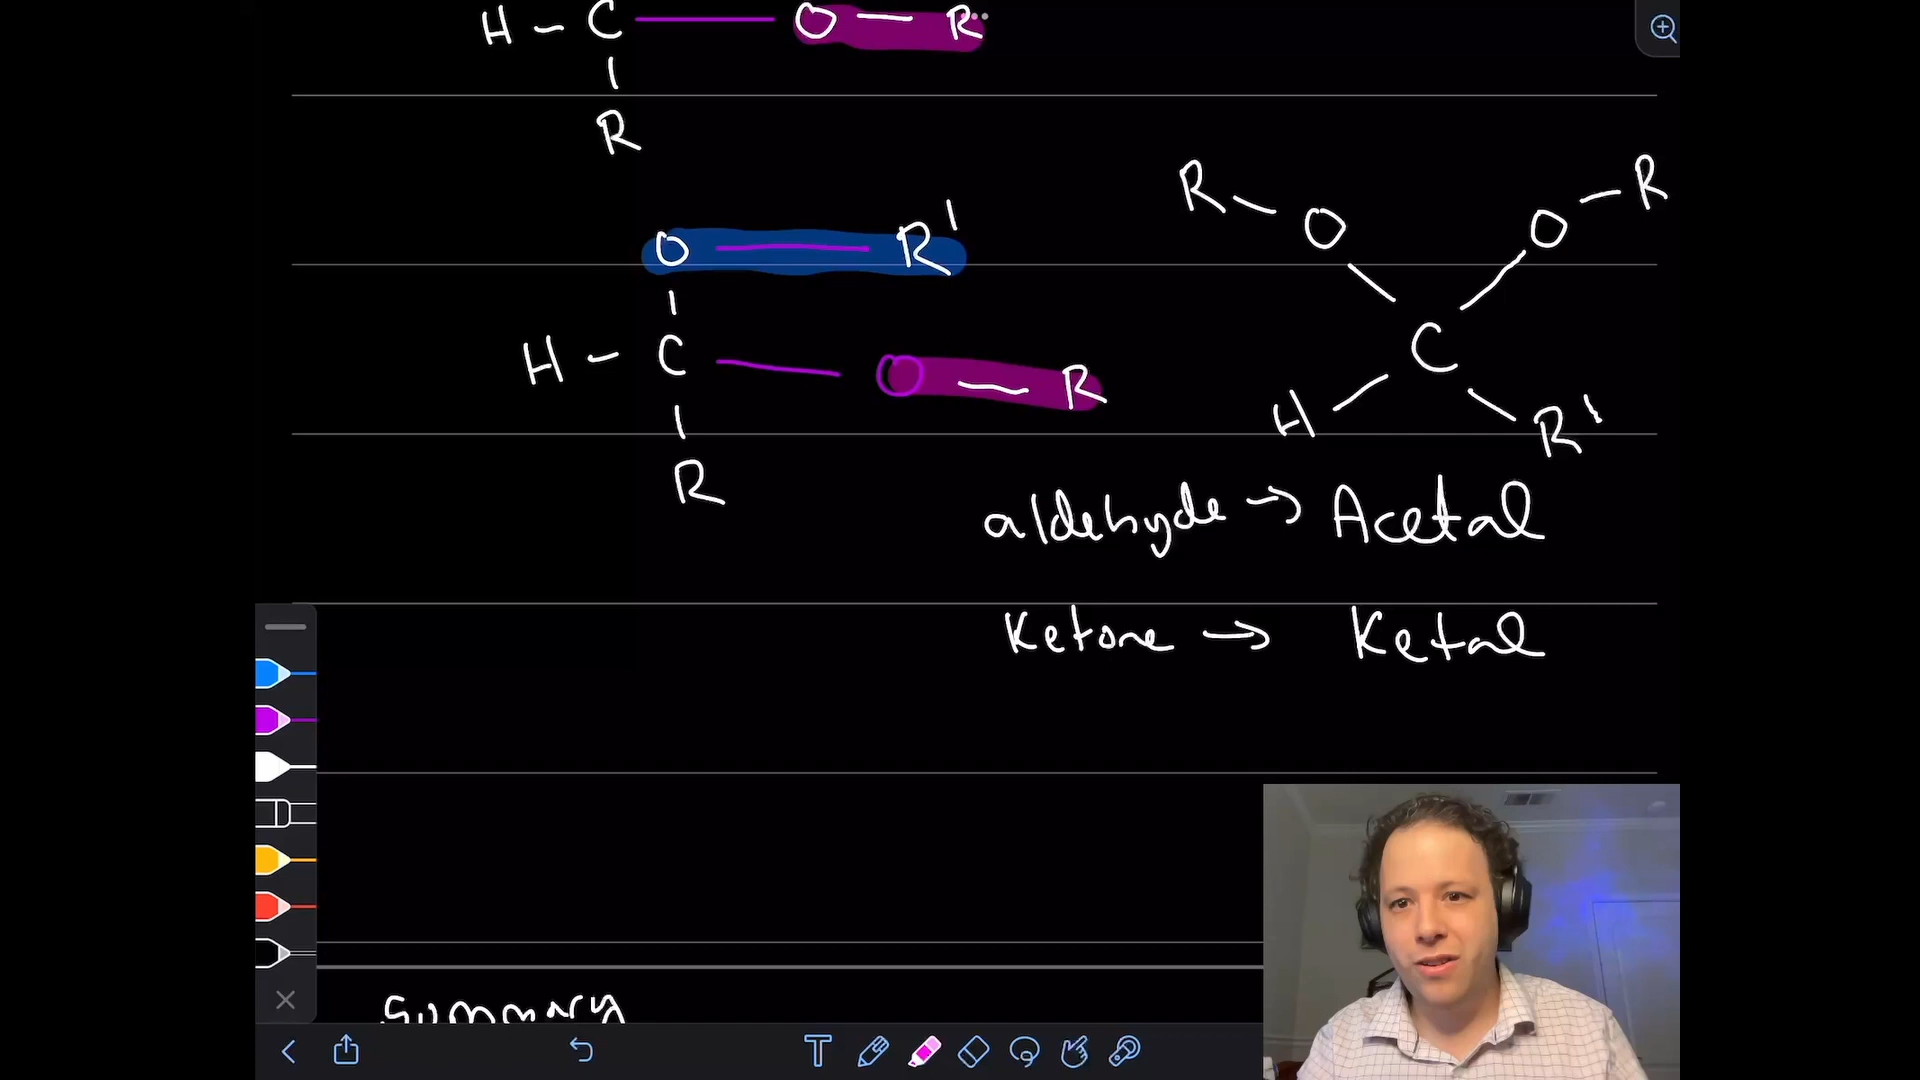 H - C — O — R
|
R
O — R'
|
H - C — O — R
|
R
R - O O - R
C
H R'
aldehyde → Acetal
Ketone → Ketal
Summary
T